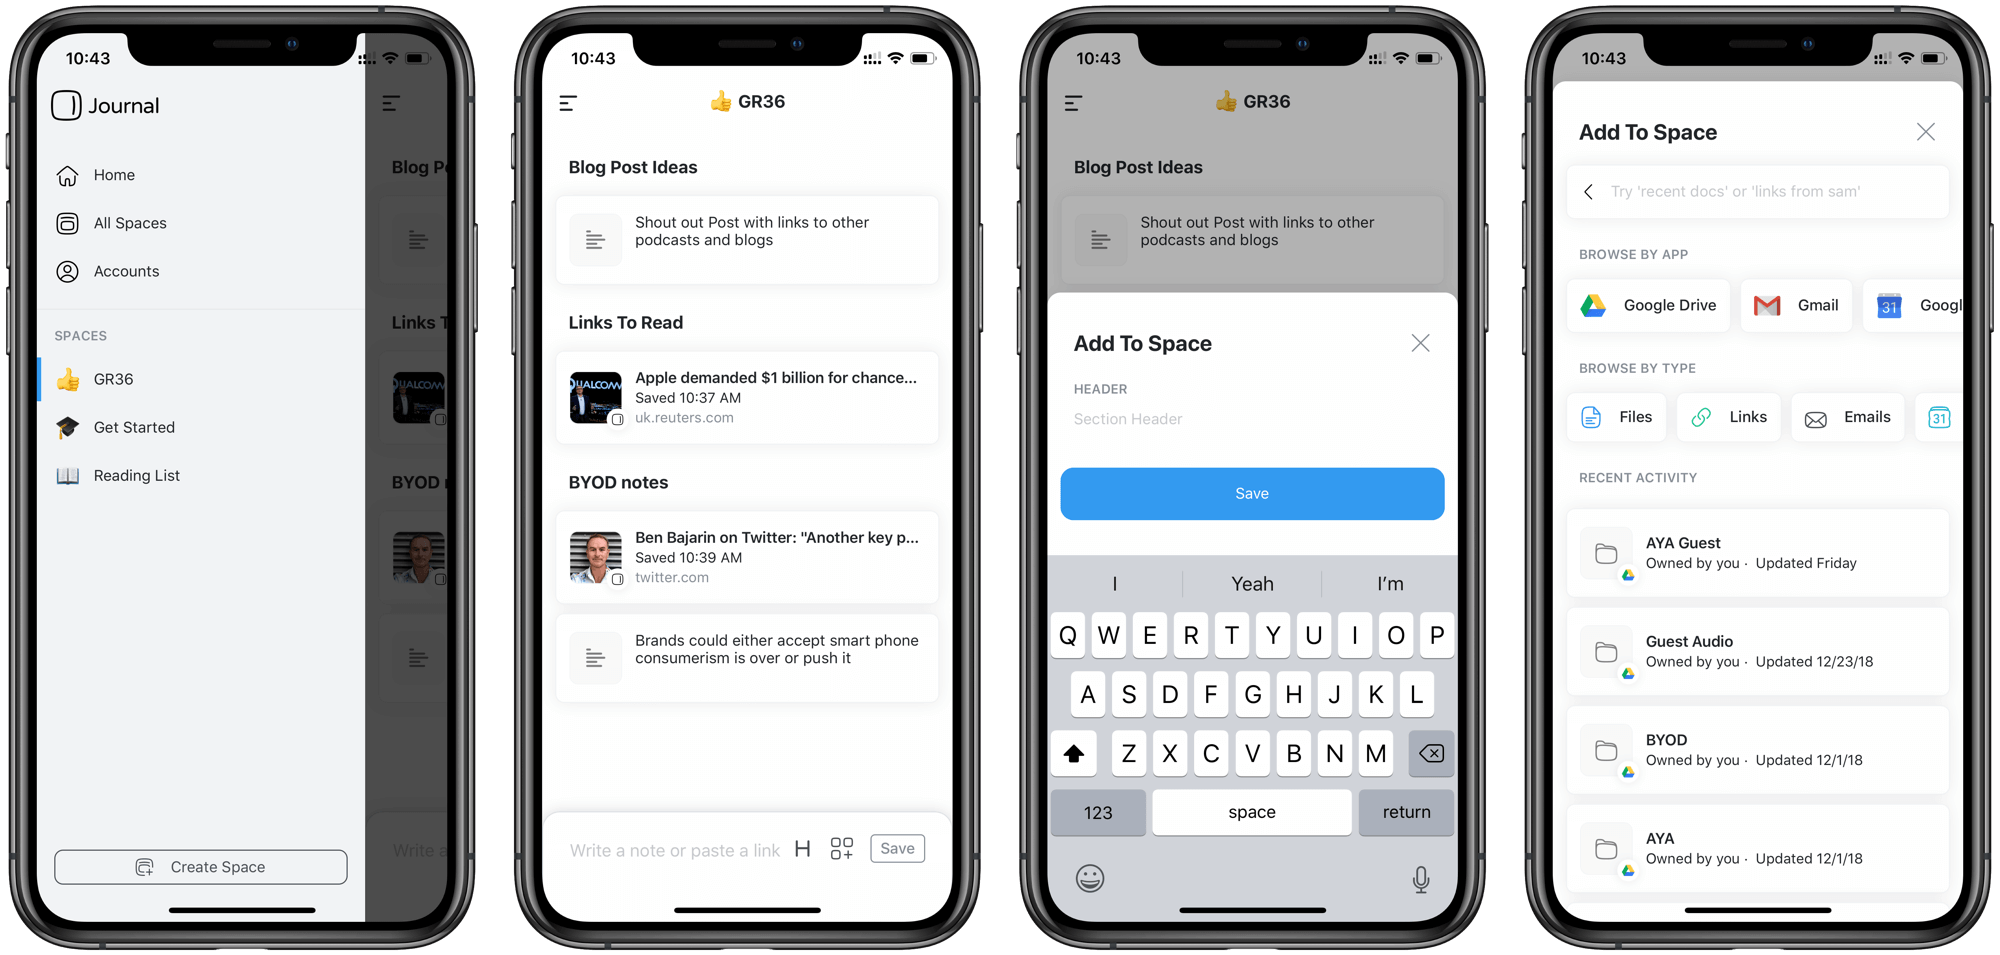 10:43
Journal
Home
All Spaces
Accounts
SPACES
👍 GR36
Get Started
Reading List
Create Space
Blog P
Links T
BYOD
Write a
10:43
👍 GR36
Blog Post Ideas
Shout out Post with links to other
podcasts and blogs
Links To Read
QUALCOM
Apple demanded $1 billion for chance...
Saved 10:37 AM
uk.reuters.com
BYOD notes
Ben Bajarin on Twitter: "Another key p...
Saved 10:39 AM
twitter.com
Brands could either accept smart phone
consumerism is over or push it
Write a note or paste a link H Save
10:43
👍 GR36
Blog Post Ideas
Shout out Post with links to other
podcasts and blogs
Add To Space
HEADER
Section Header
Save
I Yeah I'm
Q W E R T Y U I O P
A S D F G H J K L
Z X C V B N M
123 space return
10:43
Add To Space
Try 'recent docs' or 'links from sam'
BROWSE BY APP
Google Drive Gmail 31 Googl
BROWSE BY TYPE
Files Links Emails 31
RECENT ACTIVITY
AYA Guest
Owned by you · Updated Friday
Guest Audio
Owned by you · Updated 12/23/18
BYOD
Owned by you · Updated 12/1/18
AYA
Owned by you · Updated 12/1/18